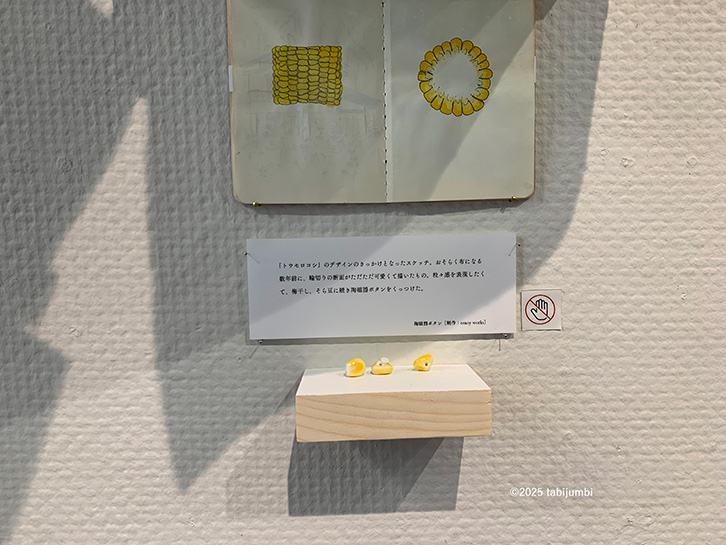 「トウモロコシ」のデザインのきっかけとなったスケッチ。おそらく布になる
数年前に、輪切りの断面がただただ可愛くて描いたもの。粒々感を表現したく
て、梅干し、そら豆に続き陶磁器ボタンをくっつけた。
陶磁器ボタン［制作：
©2025 tabijumbi